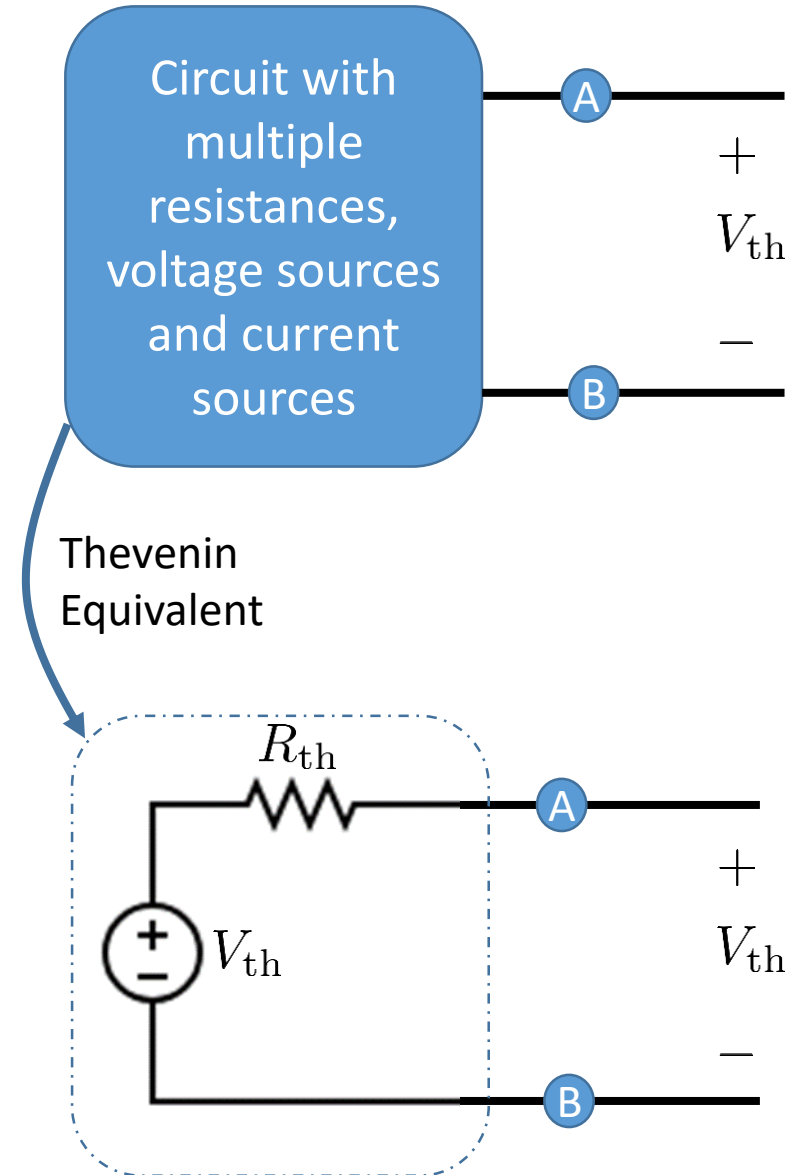 Circuit with
multiple
resistances,
voltage sources
and current
sources
A
+
V_th
−
B
Thevenin
Equivalent
R_th
A
+
−
V_th
+
V_th
−
B